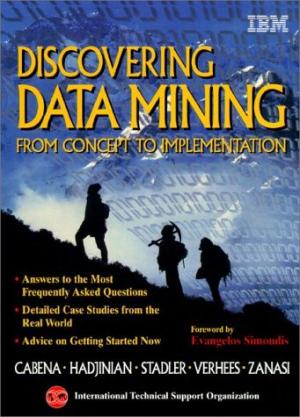 IBM
DISCOVERING
DATA MINING
FROM CONCEPT TO IMPLEMENTATION
• Answers to the Most
Frequently Asked Questions
• Detailed Case Studies from the
Real World
• Advice on Getting Started Now
Foreword by
Evangelos Simoudis
CABENA · HADJINIAN · STADLER · VERHEES · ZANASI
International Technical Support Organization